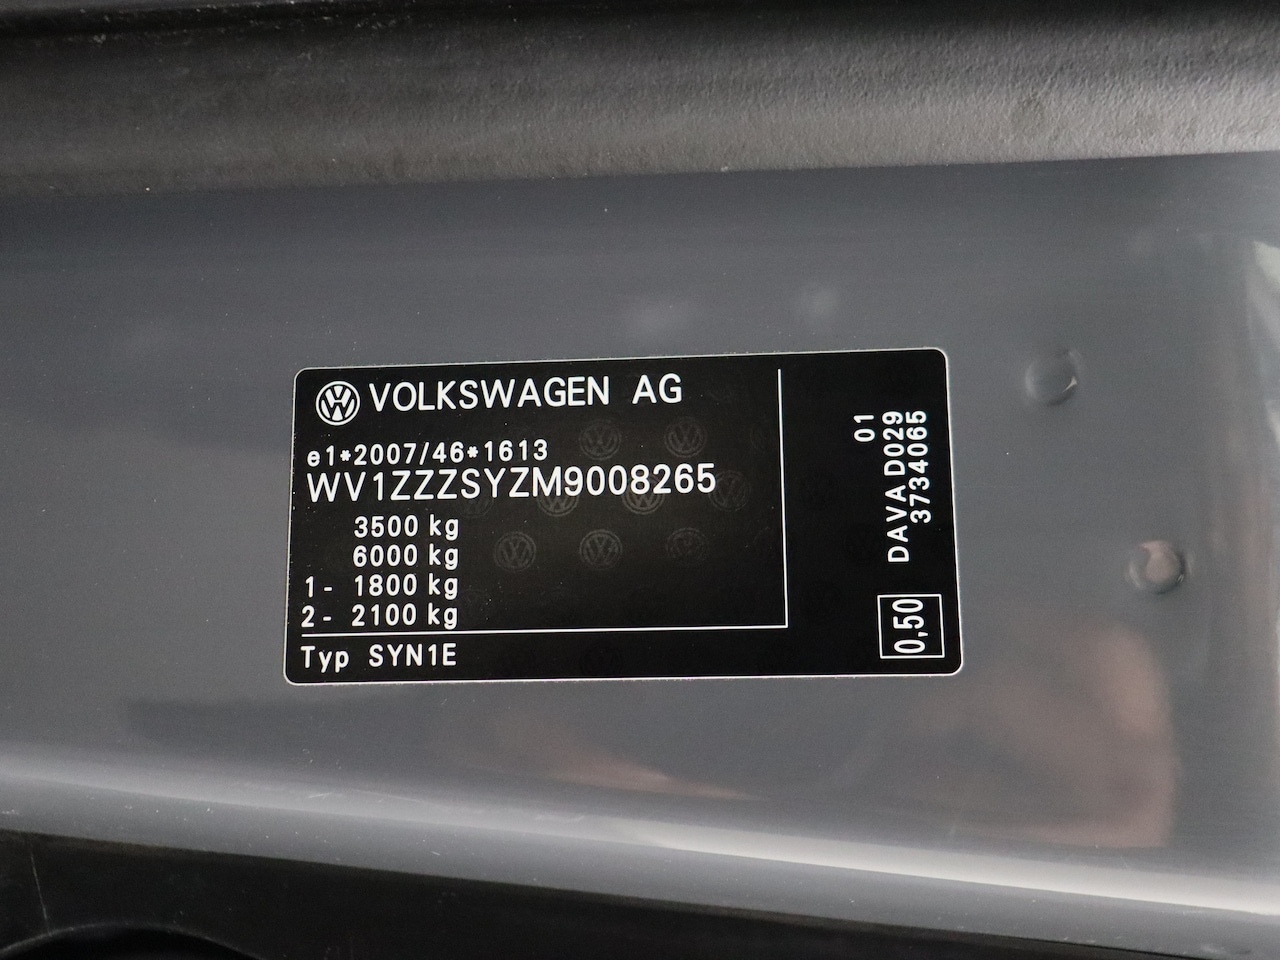 VOLKSWAGEN AG
e1*2007/46*1613
WV1ZZZSYZM9008265
3500 kg
6000 kg
1- 1800 kg
2- 2100 kg
Typ SYN1E
01
DAVA D029
3734065
0,50